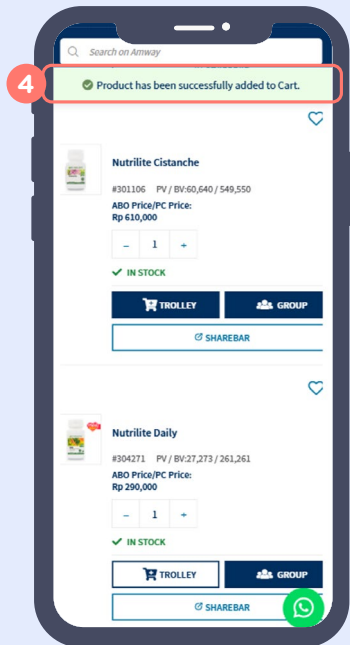 Search on Amway
4
Product has been successfully added to Cart.
Nutrilite Cistanche
#301106 PV / BV:60,640 / 549,550
ABO Price/PC Price:
Rp 610,000
– 1 +
IN STOCK
TROLLEY GROUP
SHAREBAR
Nutrilite Daily
#304271 PV / BV:27,273 / 261,261
ABO Price/PC Price:
Rp 290,000
– 1 +
IN STOCK
TROLLEY GROUP
SHAREBAR